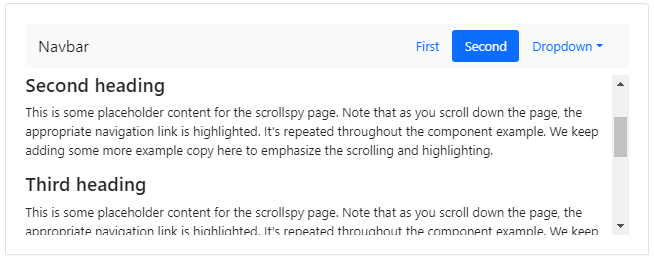 Navbar First Second Dropdown
Second heading
This is some placeholder content for the scrollspy page. Note that as you scroll down the page, the
appropriate navigation link is highlighted. It's repeated throughout the component example. We keep
adding some more example copy here to emphasize the scrolling and highlighting.
Third heading
This is some placeholder content for the scrollspy page. Note that as you scroll down the page, the
appropriate navigation link is highlighted. It's repeated throughout the component example. We keep